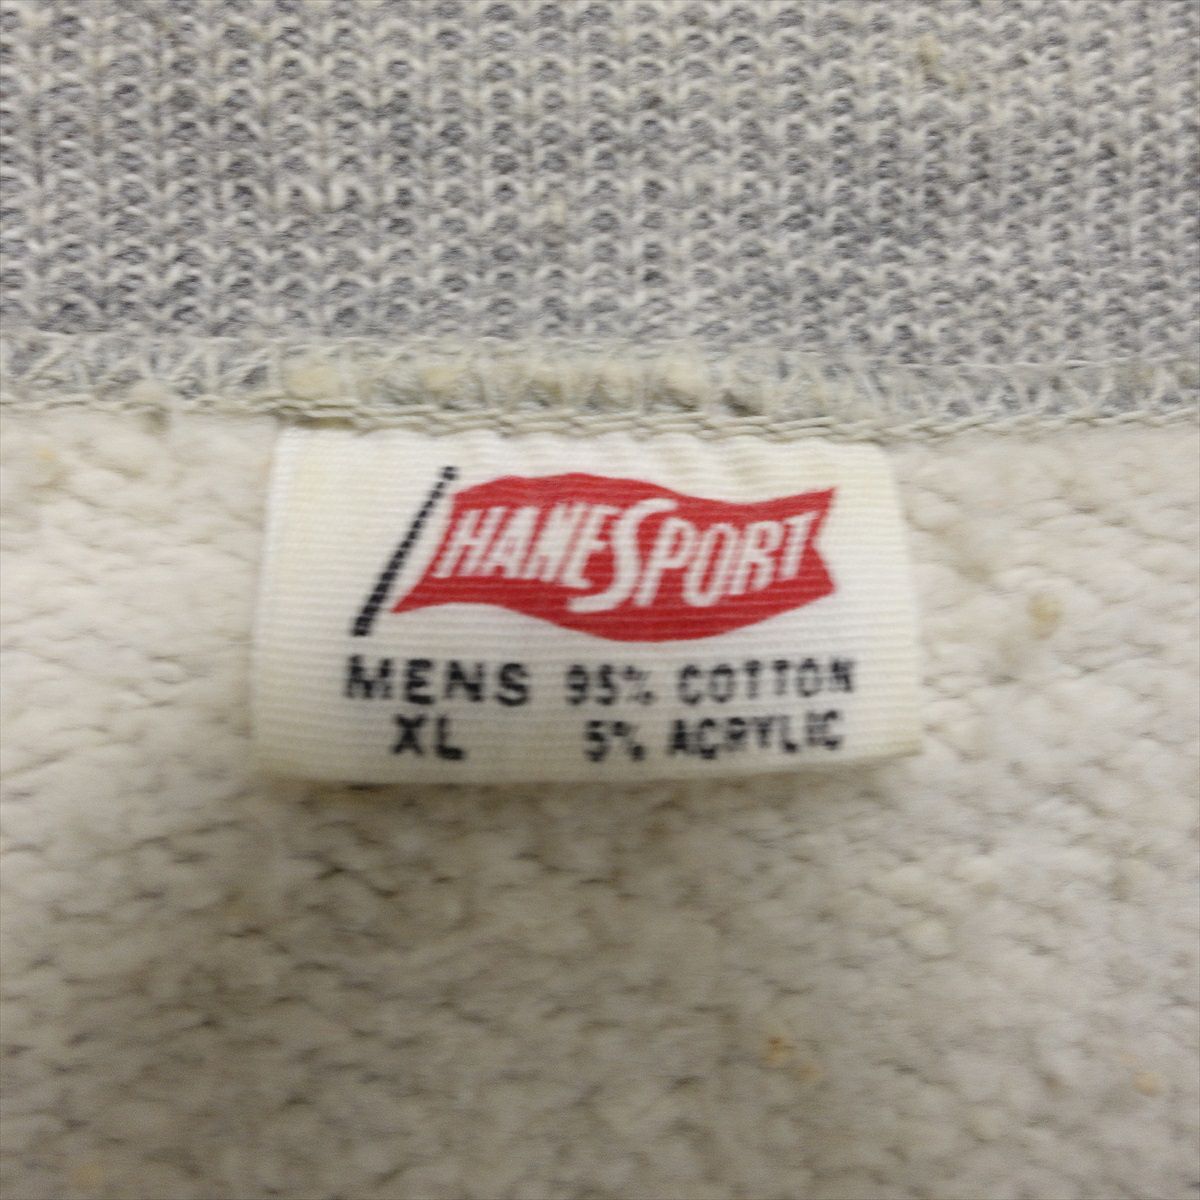 HANESPORT
MENS 95% COTTON
XL 5% ACRYLIC